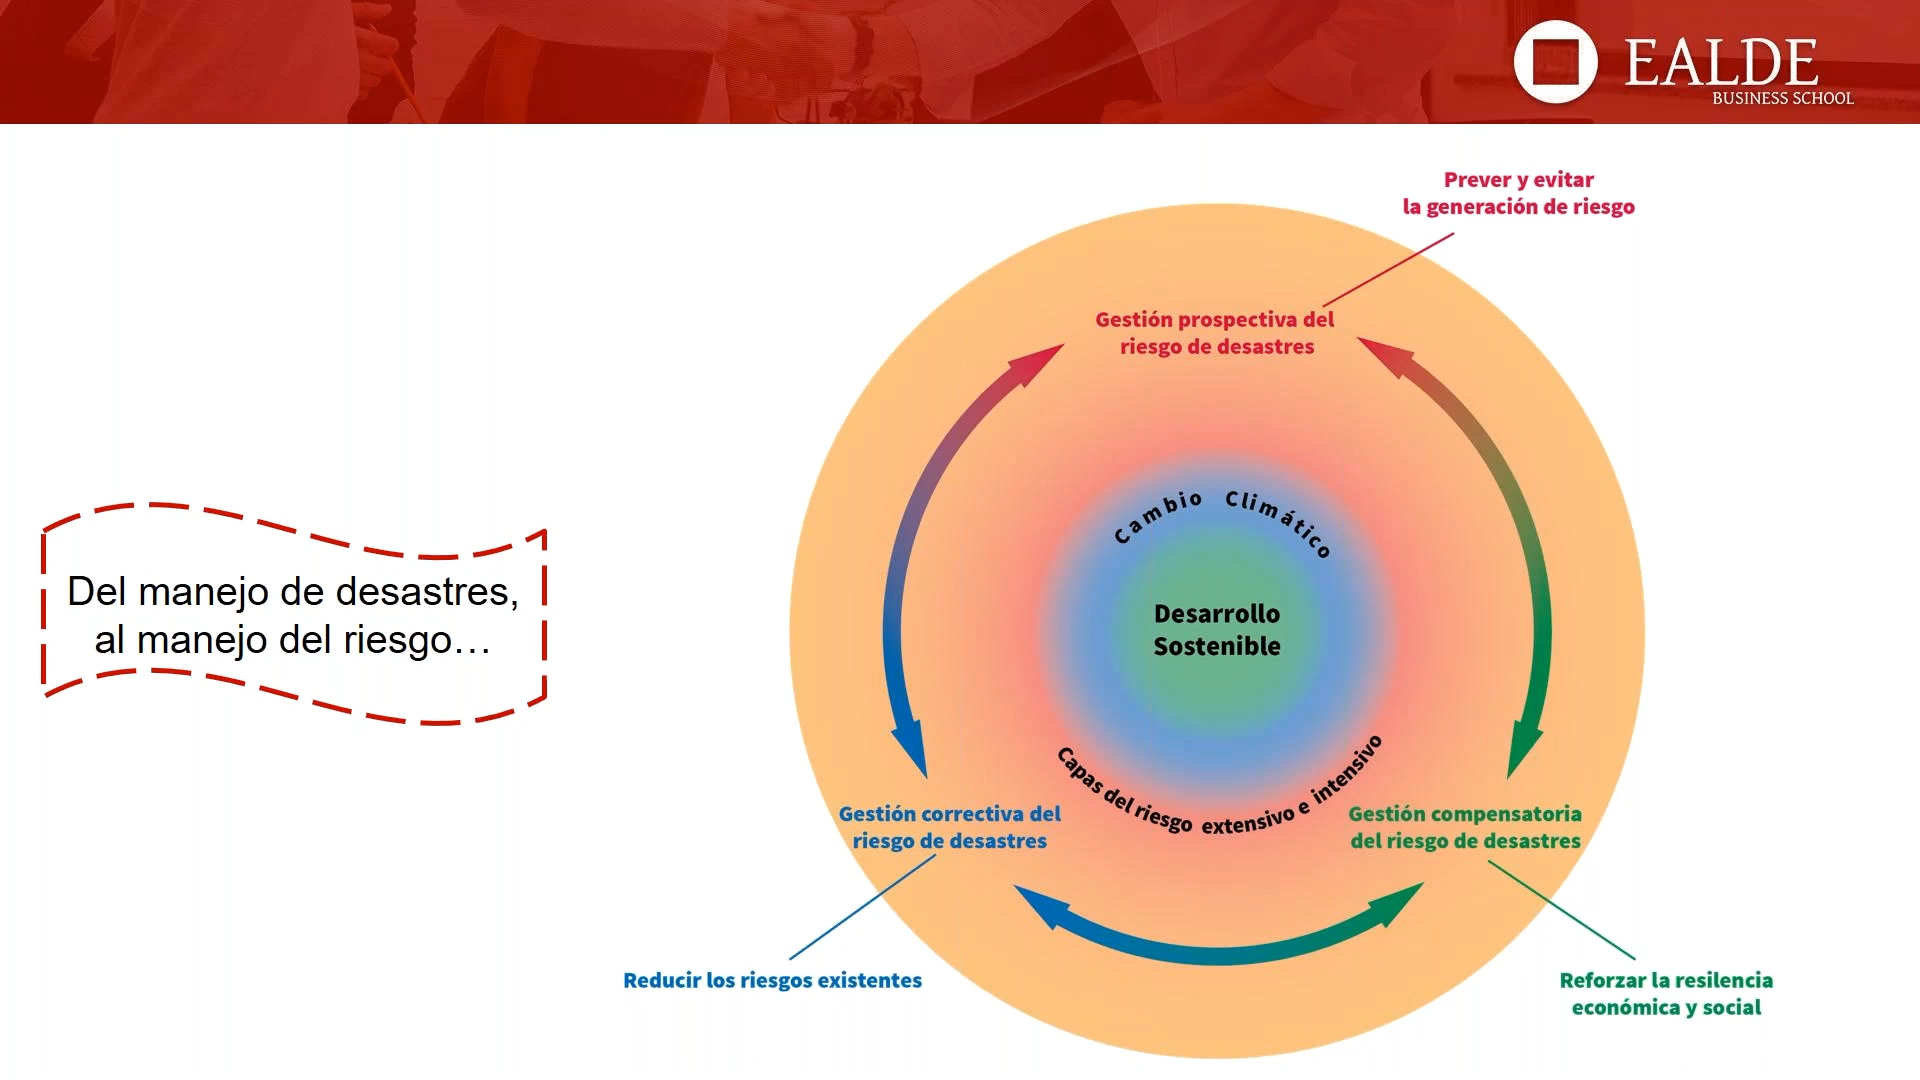 EALDE
BUSINESS SCHOOL
Prever y evitar
la generación de riesgo
Gestión prospectiva del
riesgo de desastres
Cambio Climático
Del manejo de desastres,
al manejo del riesgo…
Desarrollo
Sostenible
Capas del riesgo extensivo e intensivo
Gestión correctiva del
riesgo de desastres
Gestión compensatoria
del riesgo de desastres
Reducir los riesgos existentes
Reforzar la resilencia
económica y social